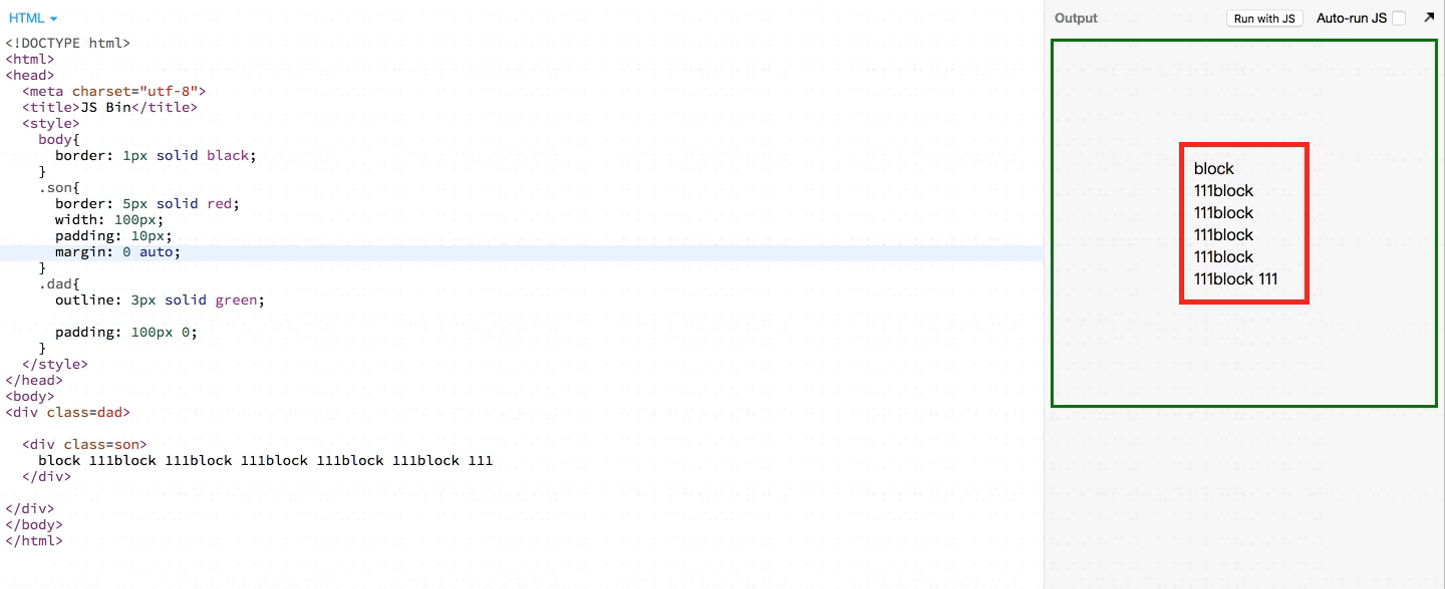 HTML
Output
Run with JS
Auto-run JS
<!DOCTYPE html>
<html>
<head>
<meta charset="utf-8">
<title>JS Bin</title>
<style>
body{
border: 1px solid black;
}
.son{
border: 5px solid red;
width: 100px;
padding: 10px;
margin: 0 auto;
}
.dad{
outline: 3px solid green;
padding: 100px 0;
}
</style>
</head>
<body>
<div class=dad>
<div class=son>
block 111block 111block 111block 111block 111block 111
</div>
</div>
</body>
</html>
block
111block
111block
111block
111block
111block 111